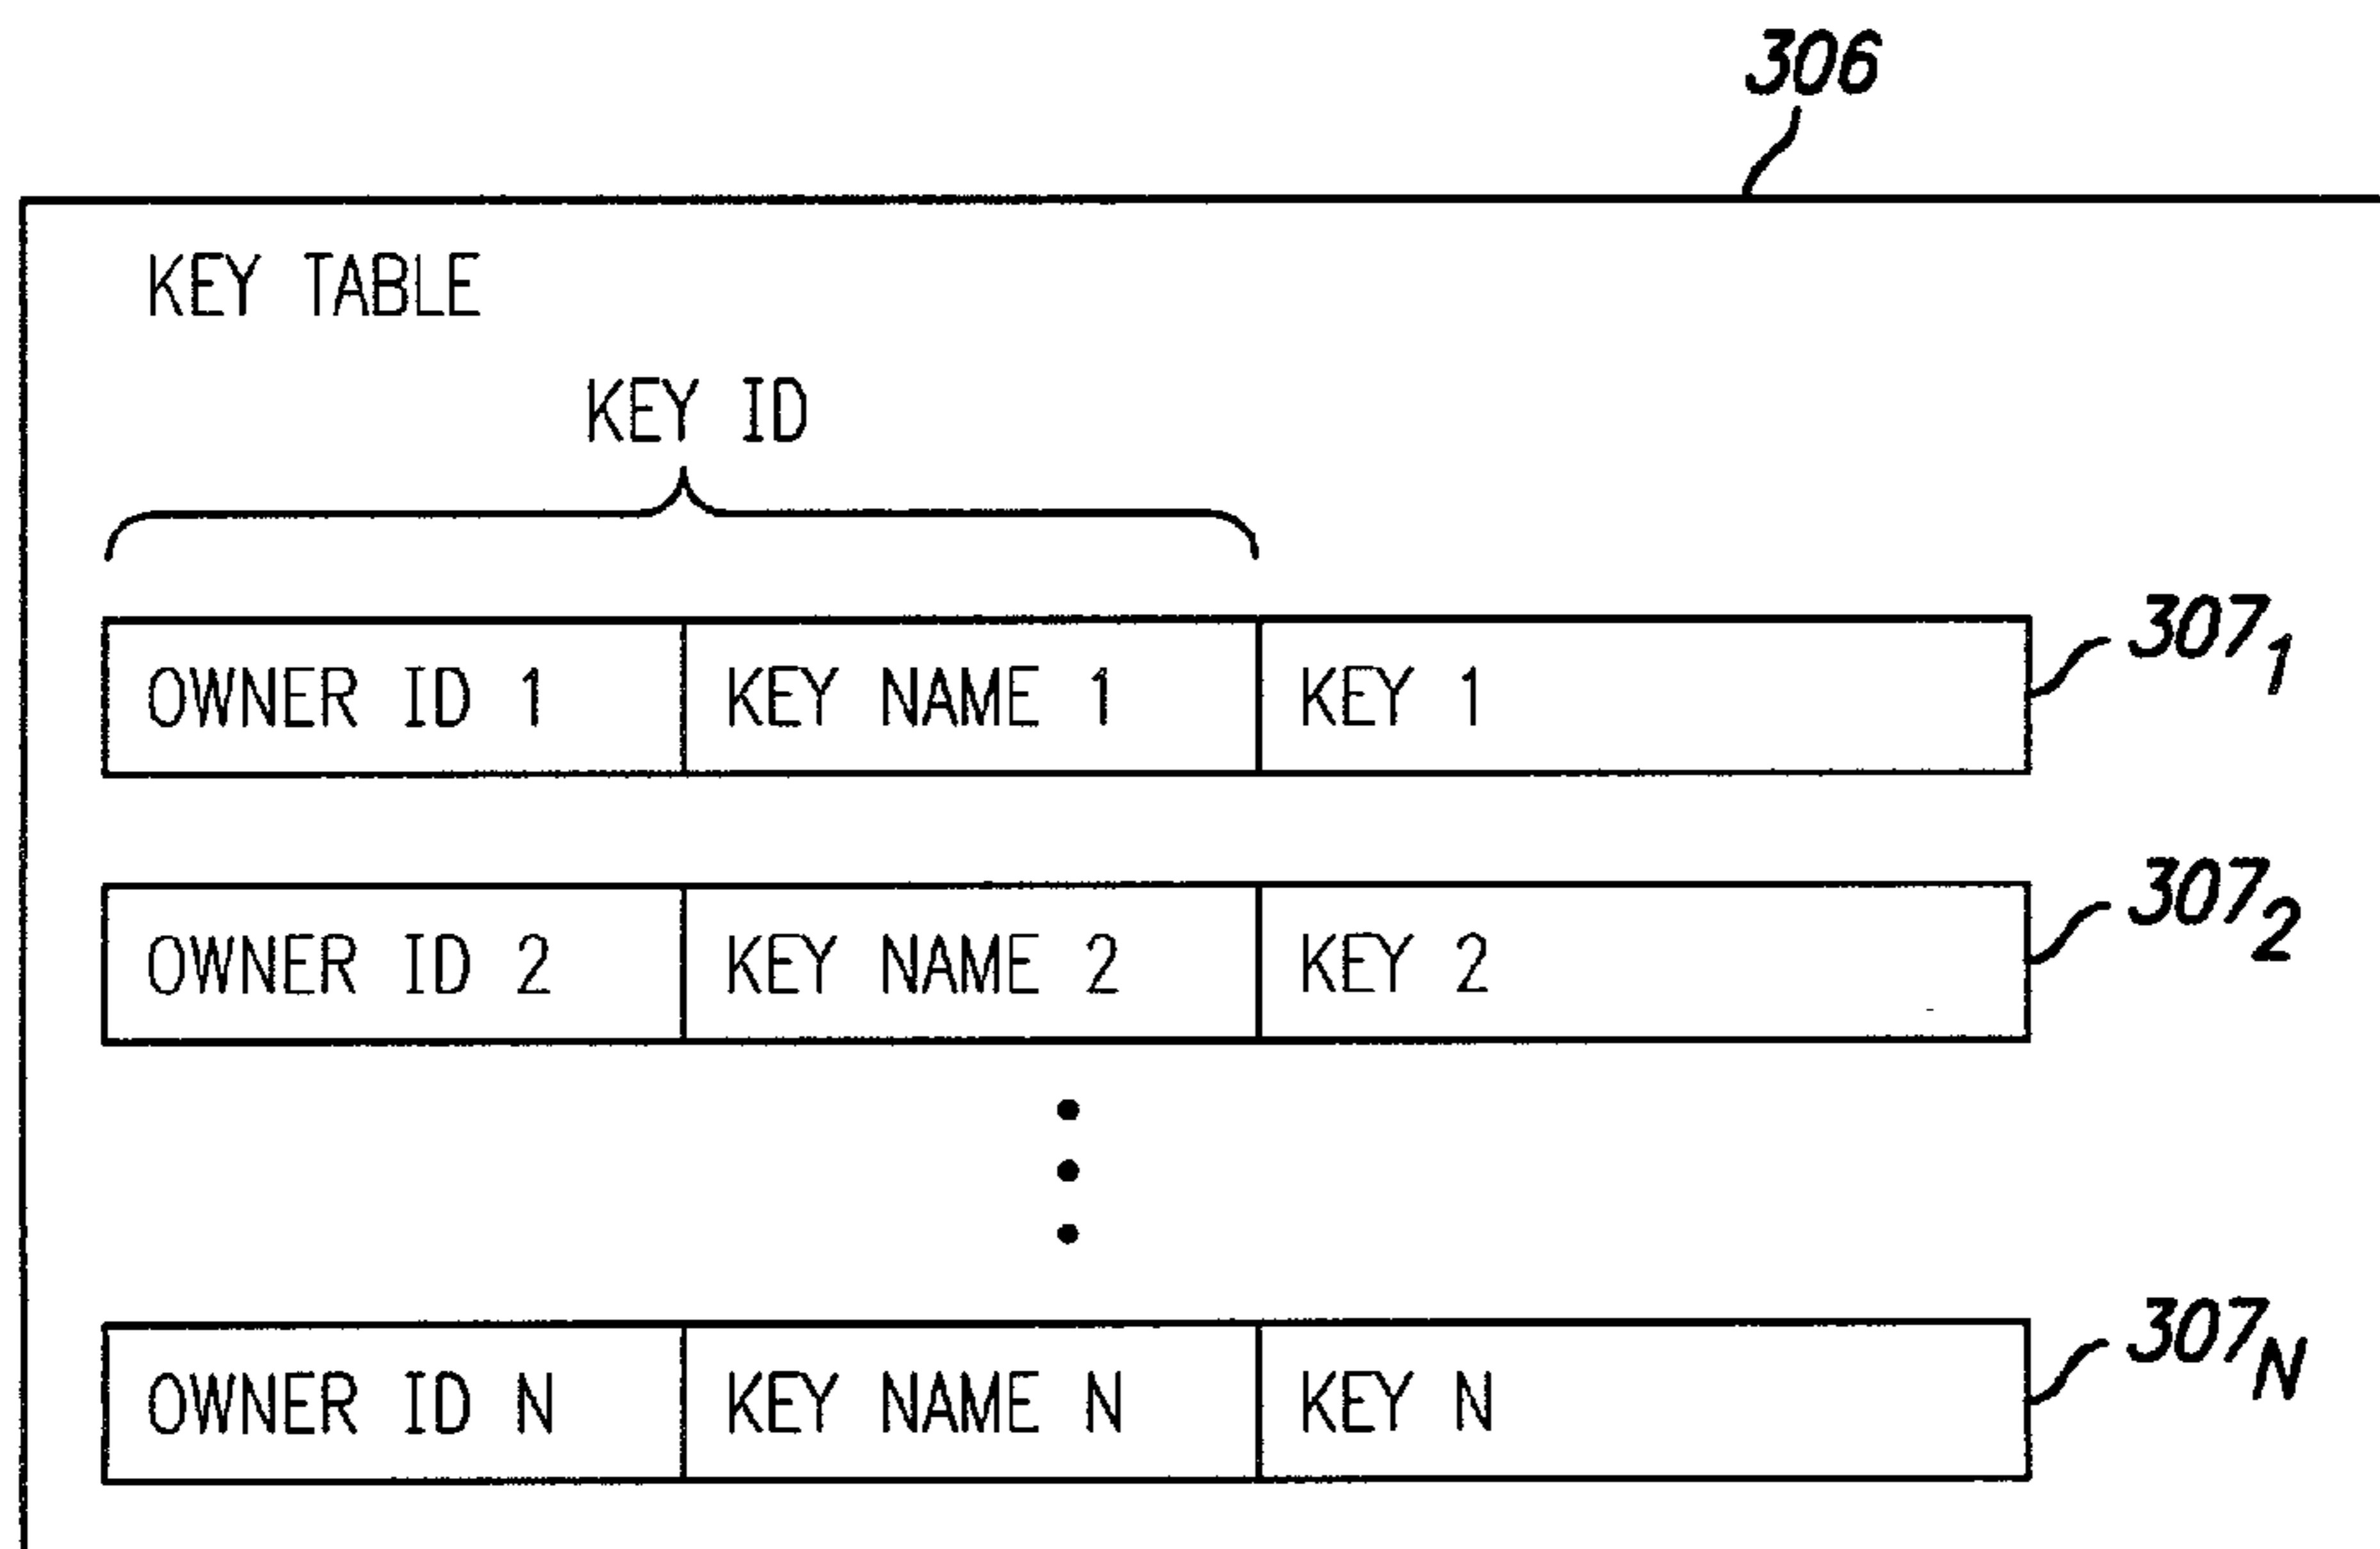 306
KEY TABLE
KEY ID
OWNER ID 1 KEY NAME 1 KEY 1 307₁
OWNER ID 2 KEY NAME 2 KEY 2 307₂
OWNER ID N KEY NAME N KEY N 307N